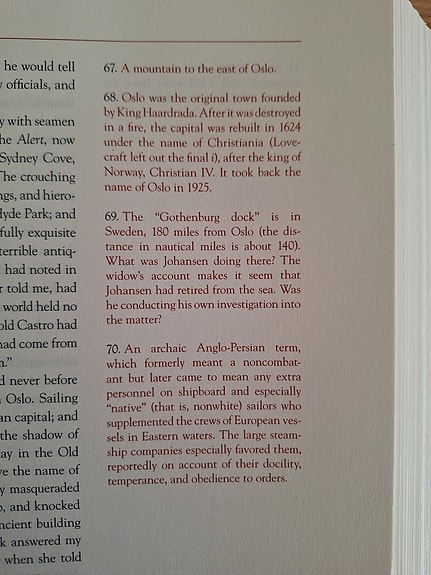 he would tell
officials, and
y with seamen
he Alert, now
Sydney Cove,
The crouching
ngs, and hiero-
Hyde Park; and
fully exquisite
terrible antiq-
had noted in
told me, had
world held no
old Castro had
had come from
n.”
d never before
Oslo. Sailing
an capital; and
the shadow of
ay in the Old
ve the name of
y masqueraded
o, and knocked
ncient building
k answered my
when she told
67. A mountain to the east of Oslo.
68. Oslo was the original town founded
by King Haardrada. After it was destroyed
in a fire, the capital was rebuilt in 1624
under the name of Christiania (Love-
craft left out the final i), after the king of
Norway, Christian IV. It took back the
name of Oslo in 1925.
69. The “Gothenburg dock” is in
Sweden, 180 miles from Oslo (the dis-
tance in nautical miles is about 140).
What was Johansen doing there? The
widow's account makes it seem that
Johansen had retired from the sea. Was
he conducting his own investigation into
the matter?
70. An archaic Anglo-Persian term,
which formerly meant a noncombat-
ant but later came to mean any extra
personnel on shipboard and especially
“native” (that is, nonwhite) sailors who
supplemented the crews of European ves-
sels in Eastern waters. The large steam-
ship companies especially favored them,
reportedly on account of their docility,
temperance, and obedience to orders.